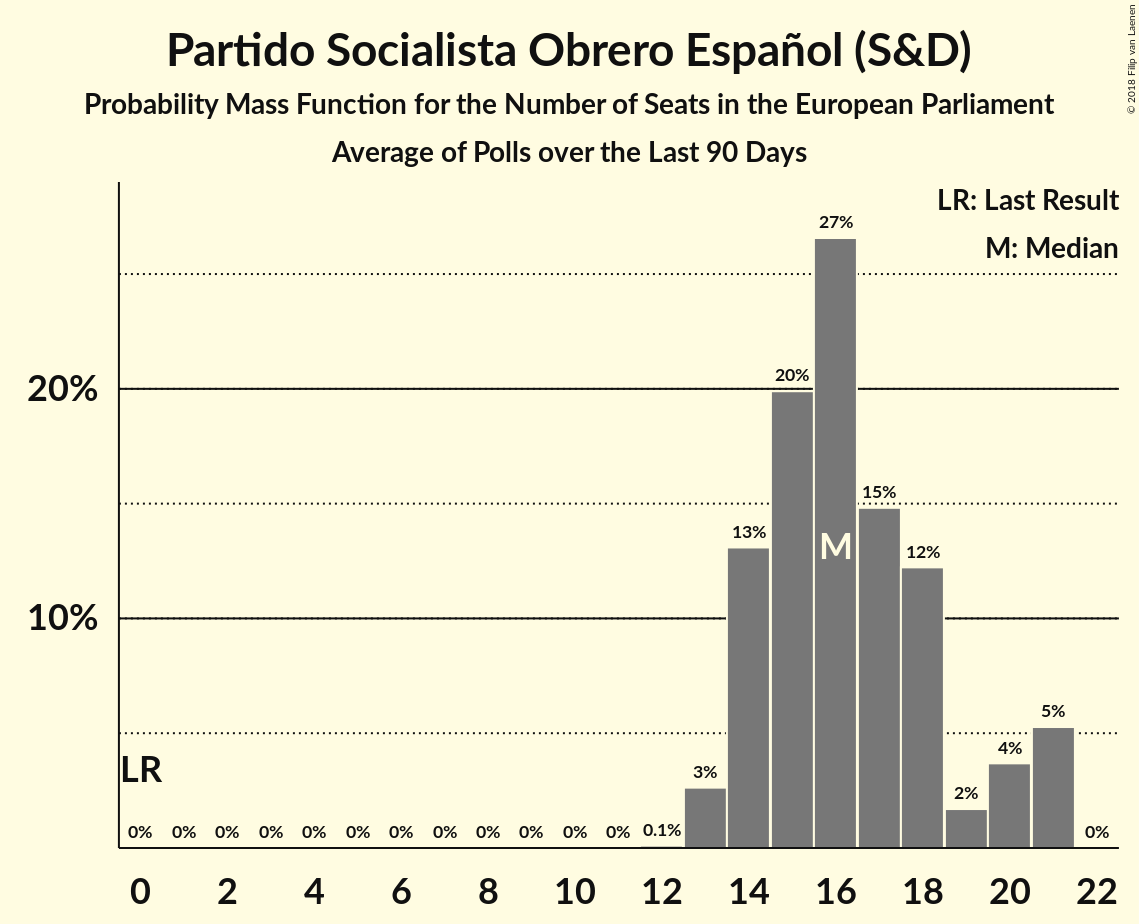 Partido Socialista Obrero Español (S&D)
Probability Mass Function for the Number of Seats in the European Parliament
Average of Polls over the Last 90 Days
© 2018 Filip van Laenen
LR: Last Result
M: Median
27%
20%
20%
15%
13%
M
12%
10%
5%
4%
LR
3%
2%
0% 0% 0% 0% 0% 0% 0% 0% 0% 0% 0% 0% 0.1% 0%
0 2 4 6 8 10 12 14 16 18 20 22